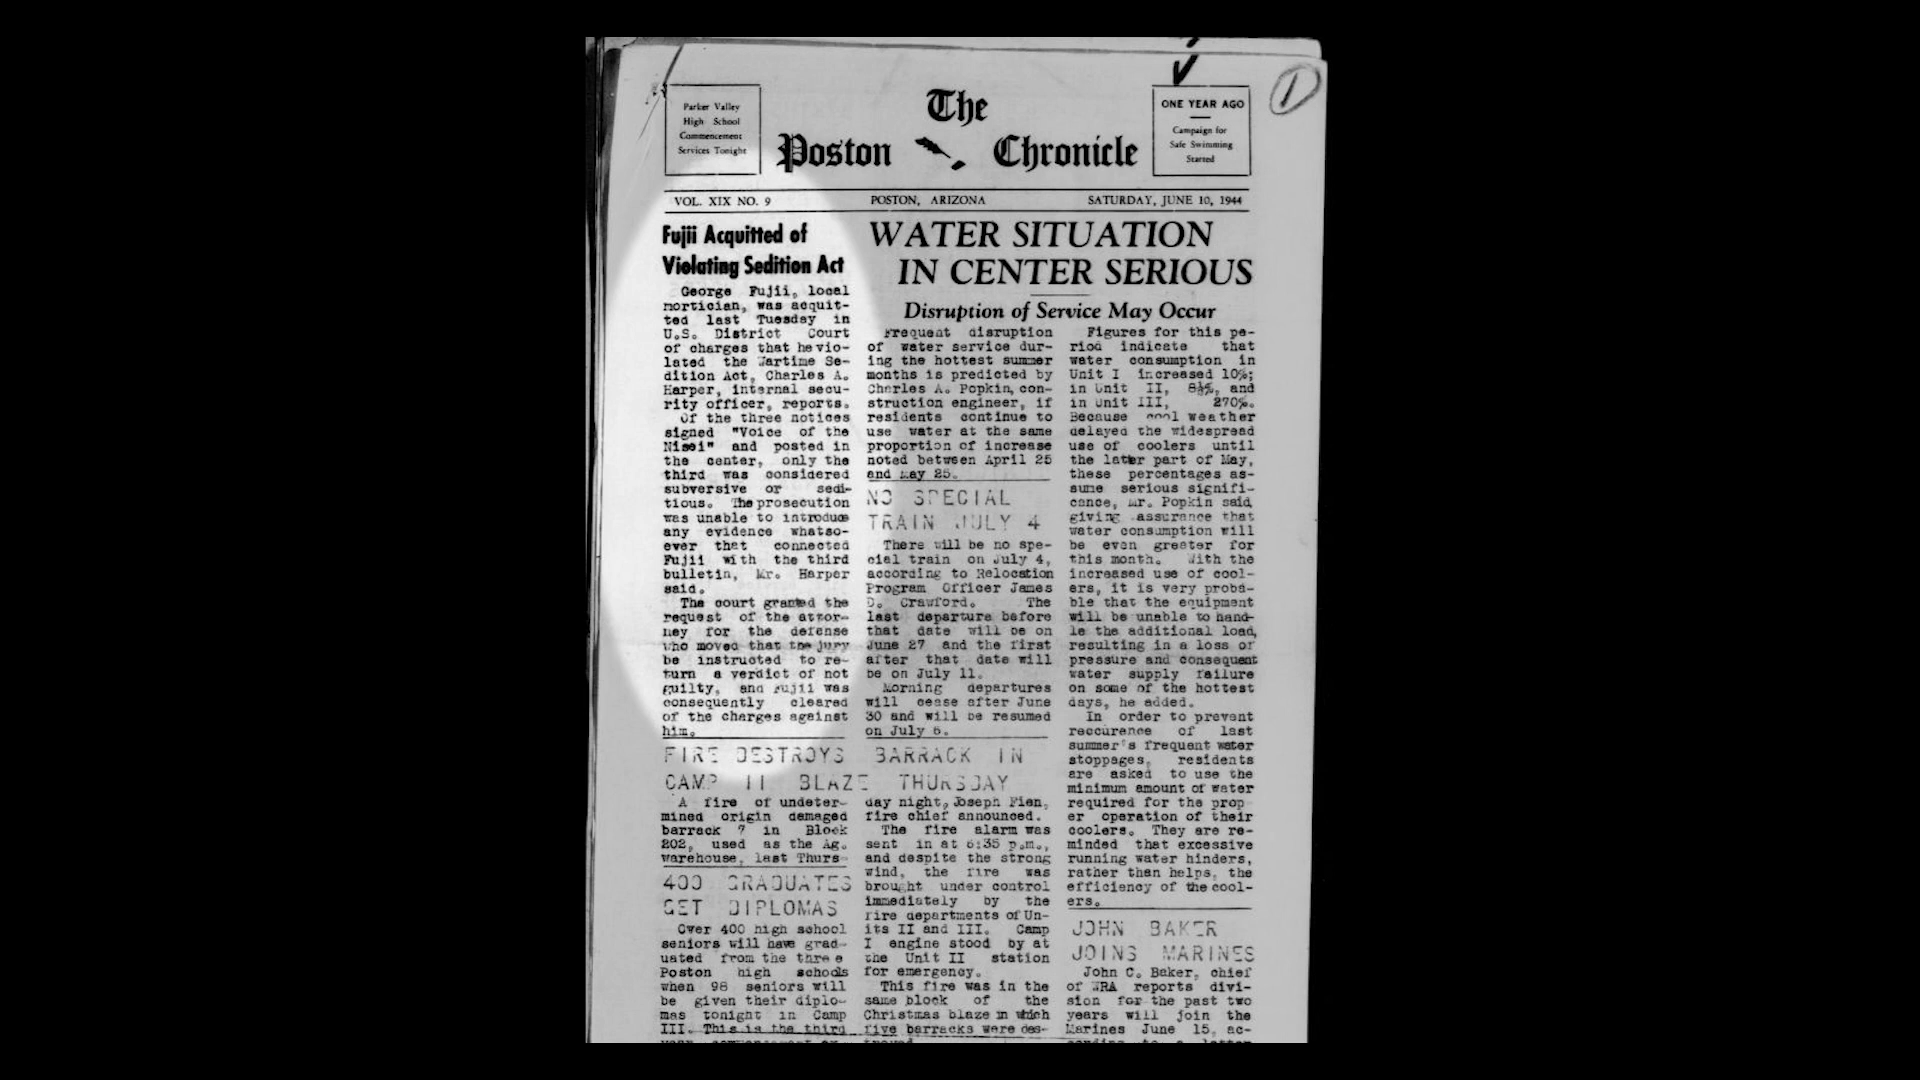 Parker Valley
High School
Commencement
Services Tonight
The
Poston Chronicle
ONE YEAR AGO
Campaign for
Safe Swimming
Started
1
VOL. XIX NO. 9 POSTON, ARIZONA SATURDAY, JUNE 10, 1944
Fujii Acquitted of
Violating Sedition Act
George Fujii, local
mortician, was acquit-
ted last Tuesday in
U.S. District Court
of charges that he vio-
lated the Wartime Se-
dition Act, Charles A.
Harper, internal secu-
rity officer, reports.
Of the three notices
signed "Voice of the
Nisei" and posted in
the center, only the
third was considered
subversive or sedi-
tious. The prosecution
was unable to introduce
any evidence whatso-
ever that connected
Fujii with the third
bulletin, Mr. Harper
said.
The court granted the
request of the attor-
ney for the defense
who moved that the jury
be instructed to re-
turn a verdict of not
guilty, and Fujii was
consequently cleared
of the charges against
him.
WATER SITUATION
IN CENTER SERIOUS
Disruption of Service May Occur
Frequent disruption
of water service dur-
ing the hottest summer
months is predicted by
Charles A. Popkin, con-
struction engineer, if
residents continue to
use water at the same
proportion of increase
noted between April 25
and May 25.
NO SPECIAL
TRAIN JULY 4
There will be no spe-
cial train on July 4,
according to Relocation
Program Officer James
D. Crawford. The
last departure before
that date will be on
June 27 and the first
after that date will
be on July 11.
Morning departures
will cease after June
30 and will be resumed
on July 6.
Figures for this pe-
riod indicate that
water consumption in
Unit I increased 10%;
in Unit II, 8½%, and
in Unit III, 270%.
Because cool weather
delayed the widespread
use of coolers until
the latter part of May,
these percentages as-
sume serious signifi-
cance, Mr. Popkin said,
giving assurance that
water consumption will
be even greater for
this month. With the
increased use of cool-
ers, it is very proba-
ble that the equipment
will be unable to hand-
le the additional load,
resulting in a loss of
pressure and consequent
water supply failure
on some of the hottest
days, he added.
In order to prevent
reccurence of last
summer's frequent water
stoppages, residents
are asked to use the
minimum amount of water
required for the prop
er operation of their
coolers. They are re-
minded that excessive
running water hinders,
rather than helps, the
efficiency of the cool-
ers.
FIRE DESTROYS BARRACK IN
CAMP II BLAZE THURSDAY
A fire of undeter-
mined origin damaged
barrack 7 in Block
202, used as the Ag.
warehouse, last Thurs-
day night, Joseph Fien,
fire chief announced.
The fire alarm was
sent in at 6:35 p.m.,
and despite the strong
wind, the fire was
brought under control
immediately by the
fire departments of Un-
its II and III. Camp
I engine stood by at
the Unit II station
for emergency.
This fire was in the
same block of the
Christmas blaze in which
five barracks were des-
troyed.
400 GRADUATES
GET DIPLOMAS
Over 400 high school
seniors will have grad-
uated from the three
Poston high schools
when 98 seniors will
be given their diplo-
mas tonight in Camp
III. This is the third
JOHN BAKER
JOINS MARINES
John C. Baker, chief
of WRA reports divi-
sion for the past two
years will join the
Marines June 15, ac-